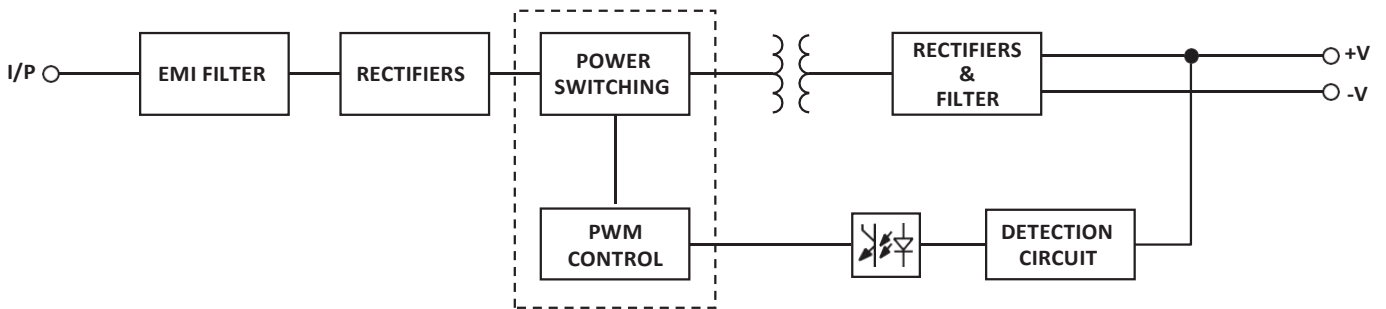 I/P
EMI FILTER
RECTIFIERS
POWER
SWITCHING
RECTIFIERS
&
FILTER
+V
-V
PWM
CONTROL
DETECTION
CIRCUIT